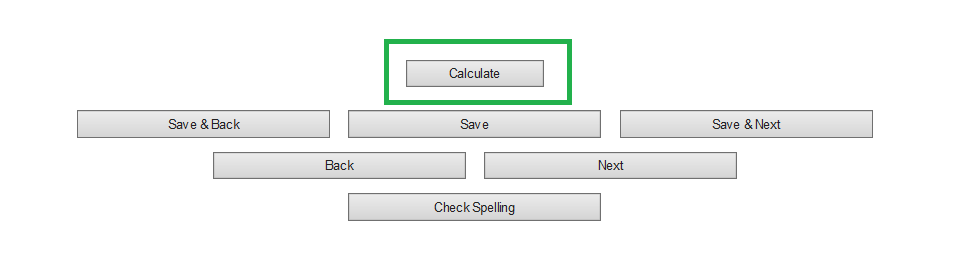 Calculate
Save & Back Save Save & Next
Back Next
Check Spelling